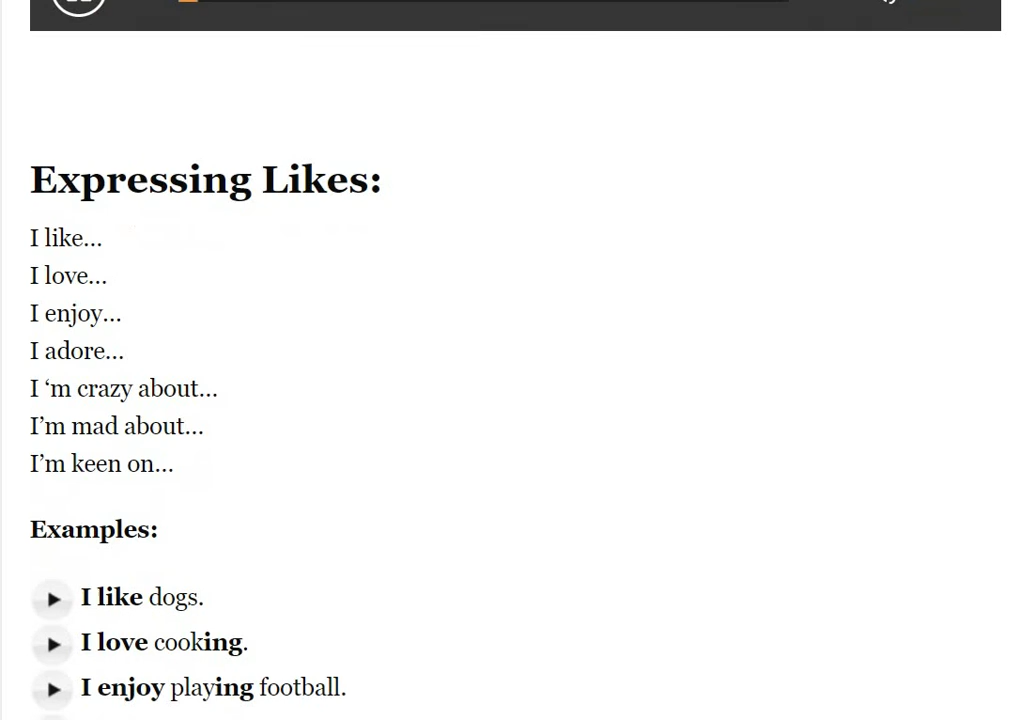 Expressing Likes:
I like...
I love...
I enjoy...
I adore...
I ‘m crazy about...
I’m mad about...
I’m keen on...
Examples:
I like dogs.
I love cooking.
I enjoy playing football.